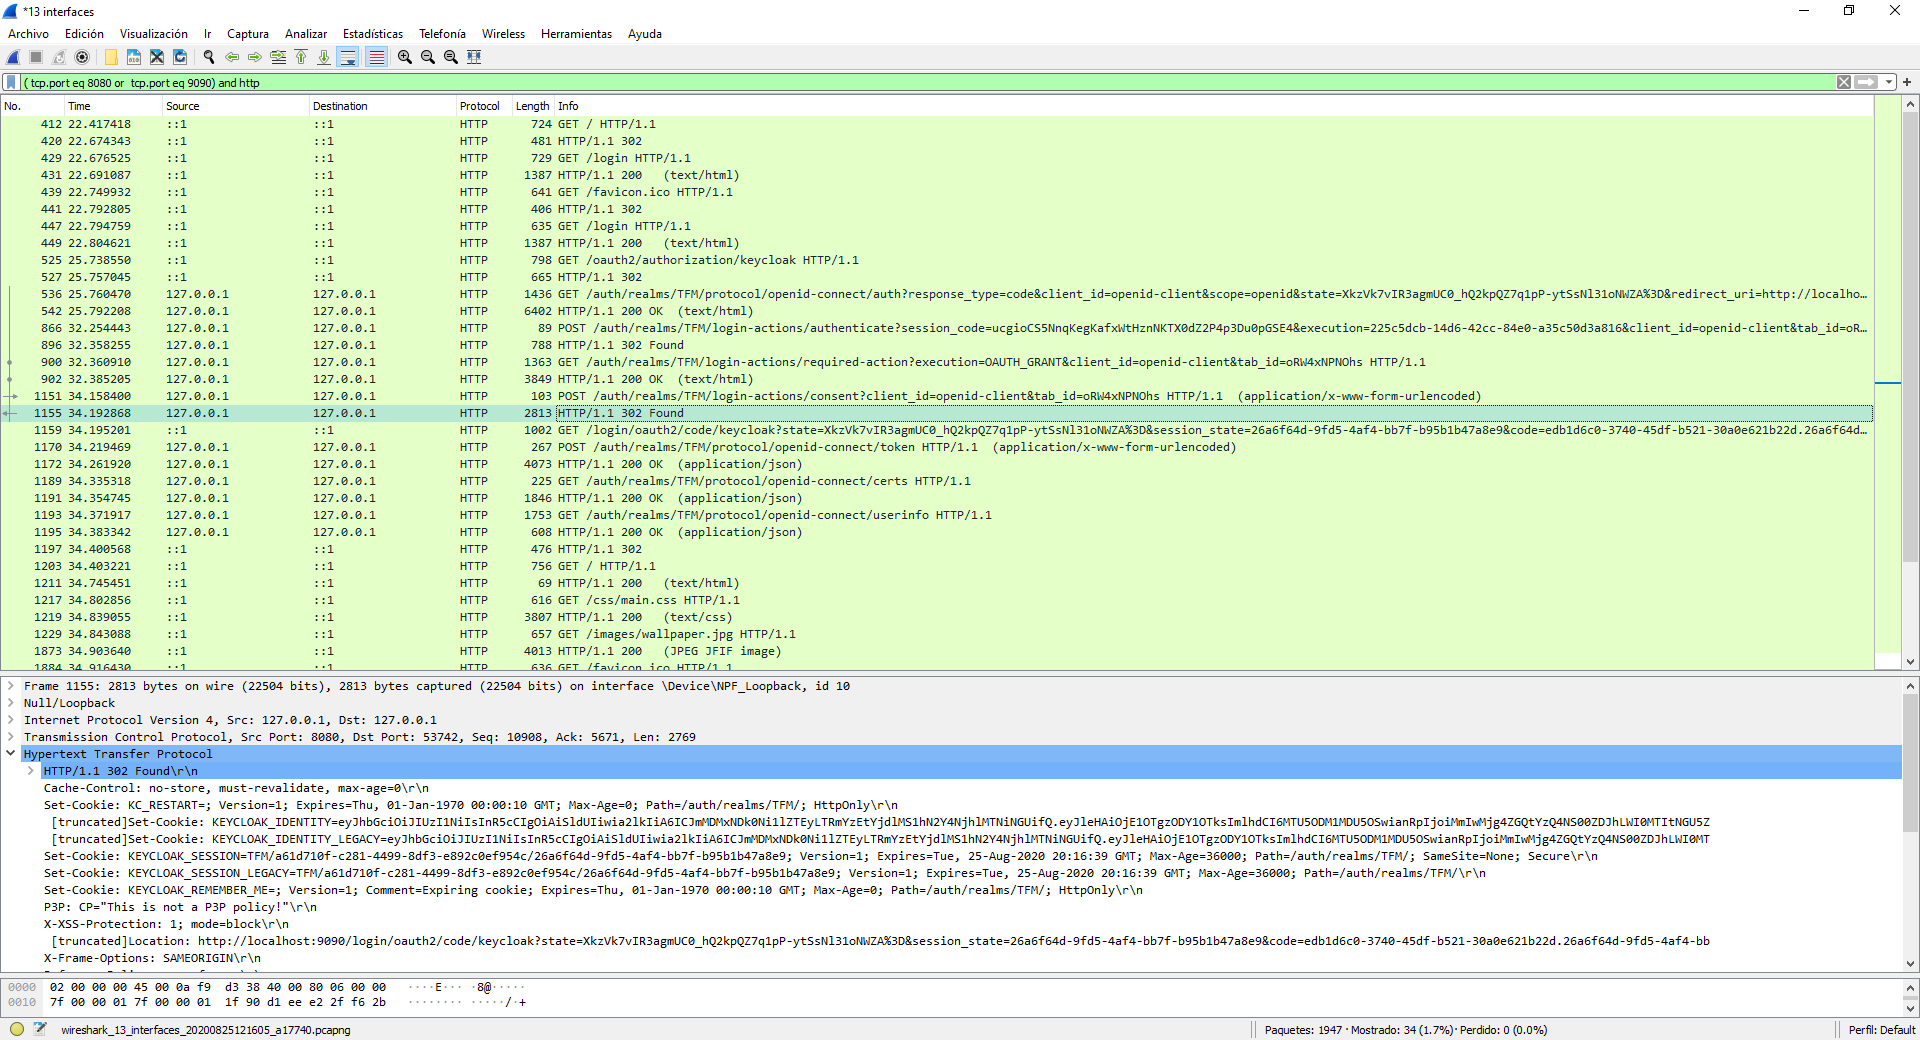 *13 interfaces
Archivo Edición Visualización Ir Captura Analizar Estadísticas Telefonía Wireless Herramientas Ayuda
( tcp.port eq 8080 or  tcp.port eq 9090) and http
No. Time Source Destination Protocol Length Info
412 22.417418 ::1 ::1 HTTP 724 GET / HTTP/1.1
420 22.674343 ::1 ::1 HTTP 481 HTTP/1.1 302
429 22.676525 ::1 ::1 HTTP 729 GET /login HTTP/1.1
431 22.691087 ::1 ::1 HTTP 1387 HTTP/1.1 200   (text/html)
439 22.749932 ::1 ::1 HTTP 641 GET /favicon.ico HTTP/1.1
441 22.792805 ::1 ::1 HTTP 406 HTTP/1.1 302
447 22.794759 ::1 ::1 HTTP 635 GET /login HTTP/1.1
449 22.804621 ::1 ::1 HTTP 1387 HTTP/1.1 200   (text/html)
525 25.738550 ::1 ::1 HTTP 798 GET /oauth2/authorization/keycloak HTTP/1.1
527 25.757045 ::1 ::1 HTTP 665 HTTP/1.1 302
536 25.760470 127.0.0.1 127.0.0.1 HTTP 1436 GET /auth/realms/TFM/protocol/openid-connect/auth?response_type=code&client_id=openid-client&scope=openid&state=XkzVk7vIR3agmUC0_hQ2kpQZ7q1pP-ytSsNl31oNWZA%3D&redirect_uri=http://localho…
542 25.792208 127.0.0.1 127.0.0.1 HTTP 6402 HTTP/1.1 200 OK  (text/html)
866 32.254443 127.0.0.1 127.0.0.1 HTTP 89 POST /auth/realms/TFM/login-actions/authenticate?session_code=ucgioCS5NnqKegKafxWtHznNKTX0dZ2P4p3Du0pGSE4&execution=225c5dcb-14d6-42cc-84e0-a35c50d3a816&client_id=openid-client&tab_id=oR…
896 32.358255 127.0.0.1 127.0.0.1 HTTP 788 HTTP/1.1 302 Found
900 32.360910 127.0.0.1 127.0.0.1 HTTP 1363 GET /auth/realms/TFM/login-actions/required-action?execution=OAUTH_GRANT&client_id=openid-client&tab_id=oRW4xNPNOhs HTTP/1.1
902 32.385205 127.0.0.1 127.0.0.1 HTTP 3849 HTTP/1.1 200 OK  (text/html)
1151 34.158400 127.0.0.1 127.0.0.1 HTTP 103 POST /auth/realms/TFM/login-actions/consent?client_id=openid-client&tab_id=oRW4xNPNOhs HTTP/1.1  (application/x-www-form-urlencoded)
1155 34.192868 127.0.0.1 127.0.0.1 HTTP 2813 HTTP/1.1 302 Found
1159 34.195201 ::1 ::1 HTTP 1002 GET /login/oauth2/code/keycloak?state=XkzVk7vIR3agmUC0_hQ2kpQZ7q1pP-ytSsNl31oNWZA%3D&session_state=26a6f64d-9fd5-4af4-bb7f-b95b1b47a8e9&code=edb1d6c0-3740-45df-b521-30a0e621b22d.26a6f64d…
1170 34.219469 127.0.0.1 127.0.0.1 HTTP 267 POST /auth/realms/TFM/protocol/openid-connect/token HTTP/1.1  (application/x-www-form-urlencoded)
1172 34.261920 127.0.0.1 127.0.0.1 HTTP 4073 HTTP/1.1 200 OK  (application/json)
1189 34.335318 127.0.0.1 127.0.0.1 HTTP 225 GET /auth/realms/TFM/protocol/openid-connect/certs HTTP/1.1
1191 34.354745 127.0.0.1 127.0.0.1 HTTP 1846 HTTP/1.1 200 OK  (application/json)
1193 34.371917 127.0.0.1 127.0.0.1 HTTP 1753 GET /auth/realms/TFM/protocol/openid-connect/userinfo HTTP/1.1
1195 34.383342 127.0.0.1 127.0.0.1 HTTP 608 HTTP/1.1 200 OK  (application/json)
1197 34.400568 ::1 ::1 HTTP 476 HTTP/1.1 302
1203 34.403221 ::1 ::1 HTTP 756 GET / HTTP/1.1
1211 34.745451 ::1 ::1 HTTP 69 HTTP/1.1 200   (text/html)
1217 34.802856 ::1 ::1 HTTP 616 GET /css/main.css HTTP/1.1
1219 34.839055 ::1 ::1 HTTP 3807 HTTP/1.1 200   (text/css)
1229 34.843088 ::1 ::1 HTTP 657 GET /images/wallpaper.jpg HTTP/1.1
1873 34.903640 ::1 ::1 HTTP 4013 HTTP/1.1 200   (JPEG JFIF image)
1884 34.916430 ::1 ::1 HTTP 636 GET /favicon.ico HTTP/1.1
Frame 1155: 2813 bytes on wire (22504 bits), 2813 bytes captured (22504 bits) on interface \Device\NPF_Loopback, id 10
Null/Loopback
Internet Protocol Version 4, Src: 127.0.0.1, Dst: 127.0.0.1
Transmission Control Protocol, Src Port: 8080, Dst Port: 53742, Seq: 10908, Ack: 5671, Len: 2769
Hypertext Transfer Protocol
HTTP/1.1 302 Found\r\n
Cache-Control: no-store, must-revalidate, max-age=0\r\n
Set-Cookie: KC_RESTART=; Version=1; Expires=Thu, 01-Jan-1970 00:00:10 GMT; Max-Age=0; Path=/auth/realms/TFM/; HttpOnly\r\n
[truncated]Set-Cookie: KEYCLOAK_IDENTITY=eyJhbGciOiJIUzI1NiIsInR5cCIgOiAiSldUIiwia2lkIiA6ICJmMDMxNDk0Ni1lZTEyLTRmYzEtYjdlMS1hN2Y4NjhlMTNiNGUifQ.eyJleHAiOjE1OTgzODY1OTksImlhdCI6MTU5ODM1MDU5OSwianRpIjoiMmIwMjg4ZGQtYzQ4NS00ZDJhLWI0MTItNGU5Z
[truncated]Set-Cookie: KEYCLOAK_IDENTITY_LEGACY=eyJhbGciOiJIUzI1NiIsInR5cCIgOiAiSldUIiwia2lkIiA6ICJmMDMxNDk0Ni1lZTEyLTRmYzEtYjdlMS1hN2Y4NjhlMTNiNGUifQ.eyJleHAiOjE1OTgzODY1OTksImlhdCI6MTU5ODM1MDU5OSwianRpIjoiMmIwMjg4ZGQtYzQ4NS00ZDJhLWI0MT
Set-Cookie: KEYCLOAK_SESSION=TFM/a61d710f-c281-4499-8df3-e892c0ef954c/26a6f64d-9fd5-4af4-bb7f-b95b1b47a8e9; Version=1; Expires=Tue, 25-Aug-2020 20:16:39 GMT; Max-Age=36000; Path=/auth/realms/TFM/; SameSite=None; Secure\r\n
Set-Cookie: KEYCLOAK_SESSION_LEGACY=TFM/a61d710f-c281-4499-8df3-e892c0ef954c/26a6f64d-9fd5-4af4-bb7f-b95b1b47a8e9; Version=1; Expires=Tue, 25-Aug-2020 20:16:39 GMT; Max-Age=36000; Path=/auth/realms/TFM/\r\n
Set-Cookie: KEYCLOAK_REMEMBER_ME=; Version=1; Comment=Expiring cookie; Expires=Thu, 01-Jan-1970 00:00:10 GMT; Max-Age=0; Path=/auth/realms/TFM/; HttpOnly\r\n
P3P: CP="This is not a P3P policy!"\r\n
X-XSS-Protection: 1; mode=block\r\n
[truncated]Location: http://localhost:9090/login/oauth2/code/keycloak?state=XkzVk7vIR3agmUC0_hQ2kpQZ7q1pP-ytSsNl31oNWZA%3D&session_state=26a6f64d-9fd5-4af4-bb7f-b95b1b47a8e9&code=edb1d6c0-3740-45df-b521-30a0e621b22d.26a6f64d-9fd5-4af4-bb
X-Frame-Options: SAMEORIGIN\r\n
0000 02 00 00 00 45 00 0a f9 d3 38 40 00 80 06 00 00 ····E··· ·8@·····
0010 7f 00 00 01 7f 00 00 01 1f 90 d1 ee e2 2f f6 2b ········ ·····/·+
wireshark_13_interfaces_20200825121605_a17740.pcapng Paquetes: 1947 · Mostrado: 34 (1.7%) · Perdido: 0 (0.0%) Perfil: Default